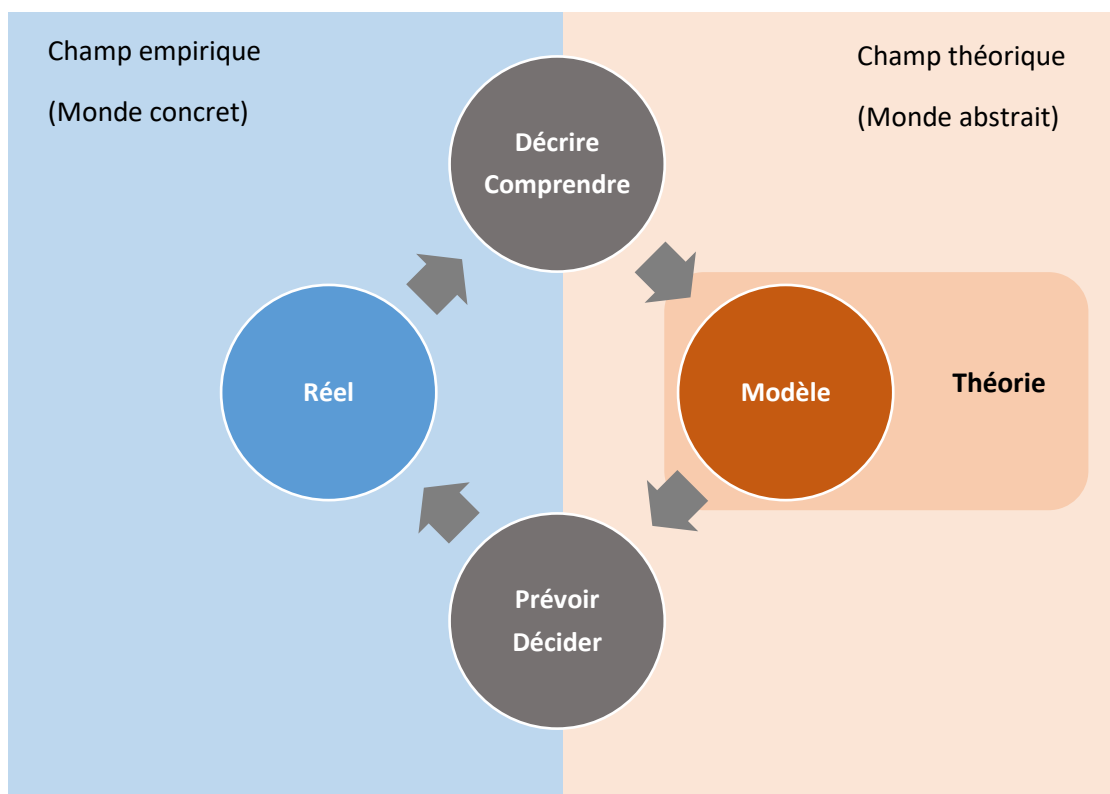 Champ empirique
(Monde concret)
Champ théorique
(Monde abstrait)
Décrire
Comprendre
Réel
Modèle
Théorie
Prévoir
Décider